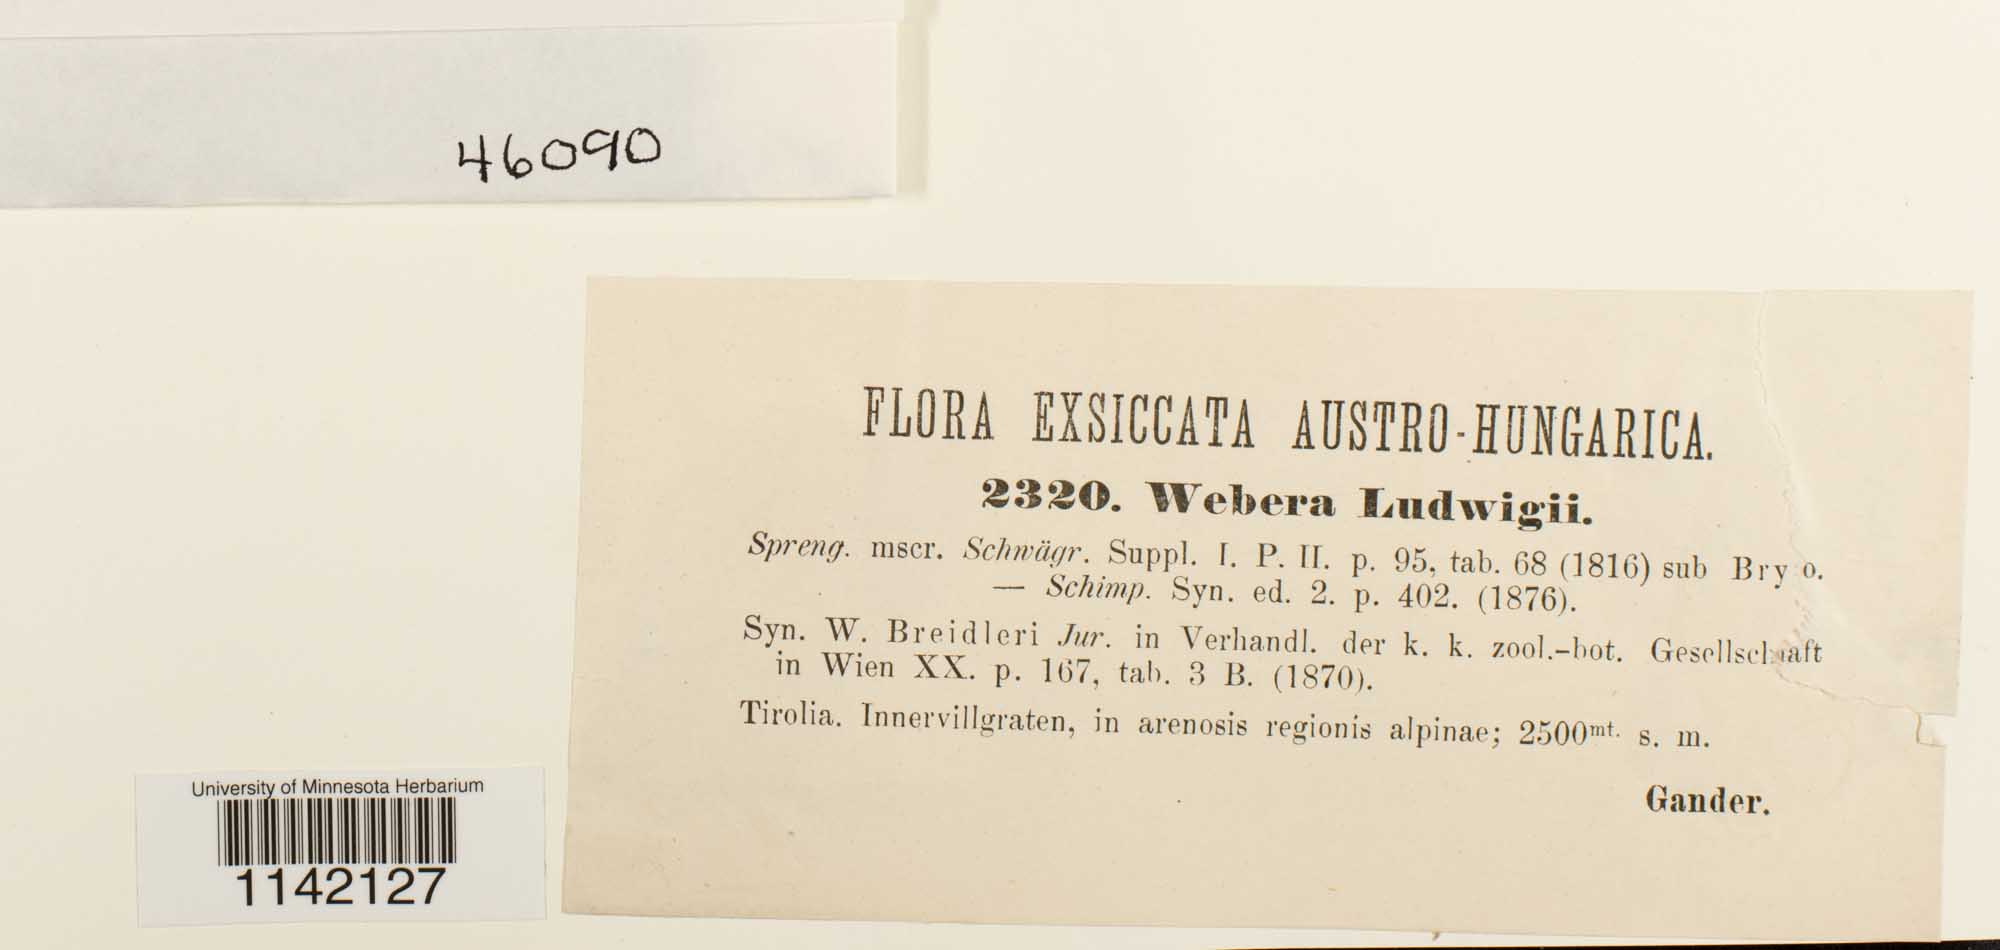 46090
FLORA EXSICCATA AUSTRO-HUNGARICA.
2320. Webera Ludwigii.
Spreng. mscr. Schwägr. Suppl. I. P. II. p. 95, tab. 68 (1816) sub Bryo.
— Schimp. Syn. ed. 2. p. 402. (1876).
Syn. W. Breidleri Jur. in Verhandl. der k. k. zool.-bot. Gesellschaft
in Wien XX. p. 167, tab. 3 B. (1870).
Tirolia. Innervillgraten, in arenosis regionis alpinae; 2500mt. s. m.
Gander.
University of Minnesota Herbarium
1142127